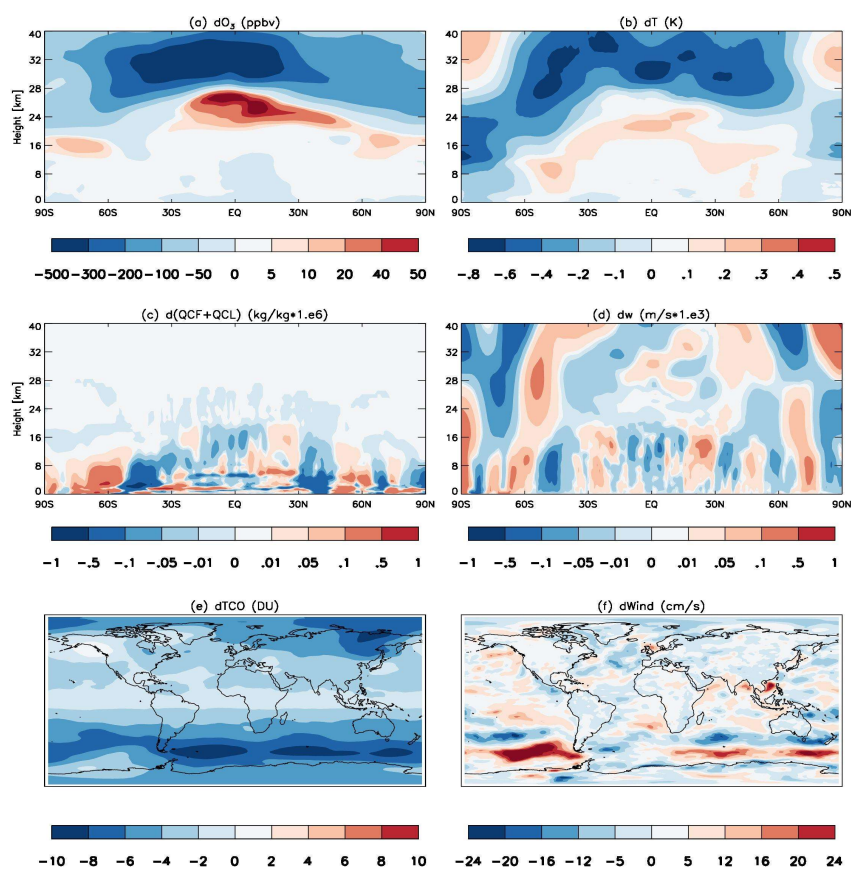 (a) dO₃ (ppbv)
(b) dT (K)
40
32
24
16
8
0
Height [km]
90S 60S 30S EQ 30N 60N 90N
40
32
24
16
8
0
90S 60S 30S EQ 30N 60N 90N
-500 -300 -200 -100 -50 0 5 10 20 40 50
-.8 -.6 -.4 -.2 -.1 0 .1 .2 .3 .4 .5
(c) d(QCF+QCL) (kg/kg*1.e6)
(d) dw (m/s*1.e3)
40
32
28
16
8
0
Height [km]
90S 60S 30S EQ 30N 60N 90N
40
32
28
16
8
0
90S 60S 30S EQ 30N 60N 90N
-1 -.5 -.1 -.05 -.01 0 .01 .05 .1 .5 1
-1 -.5 -.1 -.05 -.01 0 .01 .05 .1 .5 1
(e) dTCO (DU)
(f) dWind (cm/s)
-10 -8 -6 -4 -2 0 2 4 6 8 10
-24 -20 -16 -12 -5 0 5 12 16 20 24